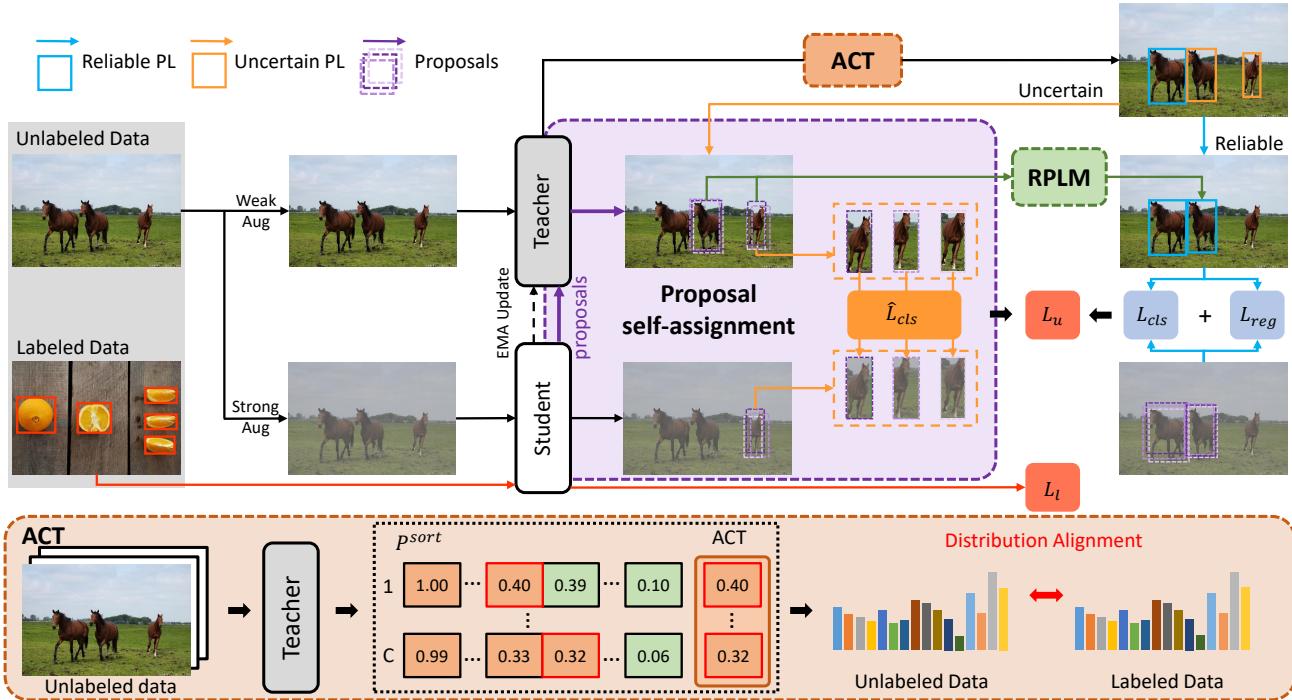 Reliable PL
Uncertain PL
Proposals
ACT
Uncertain
Reliable
Unlabeled Data
Weak
Aug
Teacher
RPLM
EMA Update
proposals
Proposal
self-assignment
L̂cls
Lu
Lcls
+
Lreg
Labeled Data
Strong
Aug
Student
Ll
ACT
Unlabeled data
Teacher
Psort
ACT
1
1.00
...
0.40
0.39
...
0.10
0.40
⋮
⋮
C
0.99
...
0.33
0.32
...
0.06
0.32
Distribution Alignment
Unlabeled Data
Labeled Data